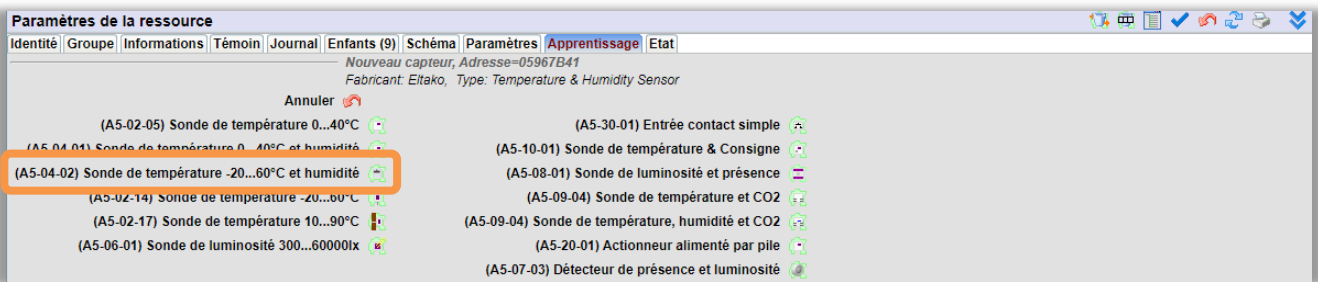 Paramètres de la ressource
Identité Groupe Informations Témoin Journal Enfants (9) Schéma Paramètres Apprentissage Etat
Nouveau capteur, Adresse=05967B41
Fabricant: Eltako, Type: Temperature & Humidity Sensor
Annuler
(A5-02-05) Sonde de température 0...40°C
(A5-04-01) Sonde de température 0...40°C et humidité
(A5-04-02) Sonde de température -20...60°C et humidité
(A5-02-14) Sonde de température -20...60°C
(A5-02-17) Sonde de température 10...90°C
(A5-06-01) Sonde de luminosité 300...60000lx
(A5-30-01) Entrée contact simple
(A5-10-01) Sonde de température & Consigne
(A5-08-01) Sonde de luminosité et présence
(A5-09-04) Sonde de température et CO2
(A5-09-04) Sonde de température, humidité et CO2
(A5-20-01) Actionneur alimenté par pile
(A5-07-03) Détecteur de présence et luminosité